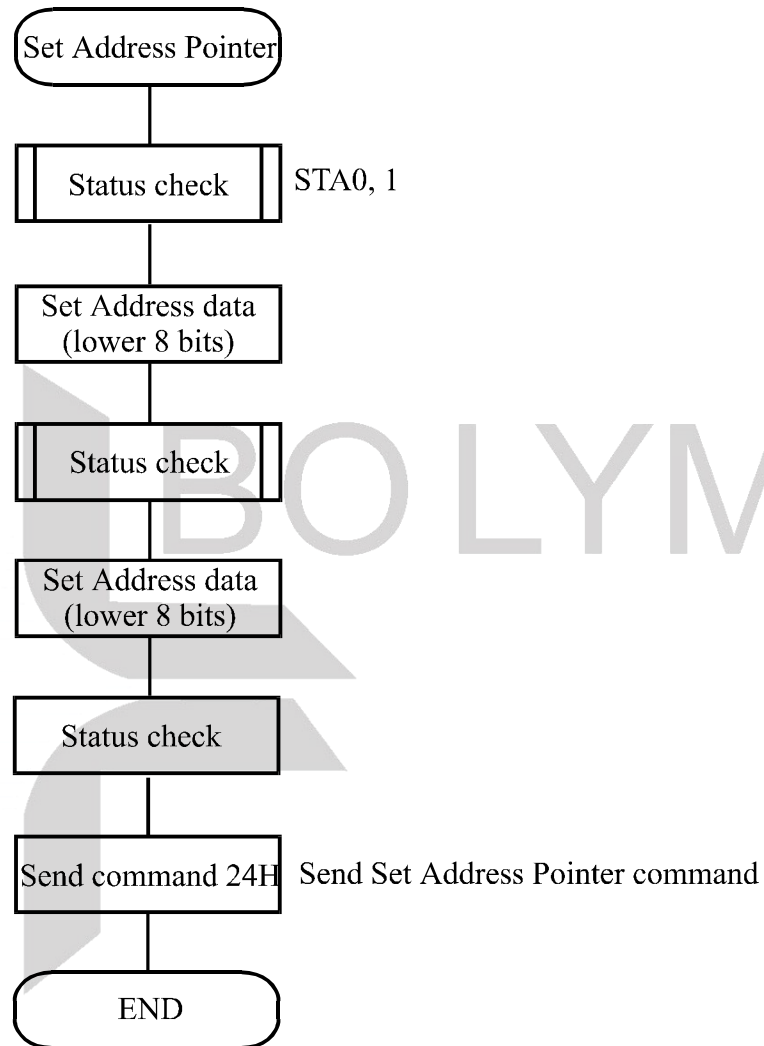 Set Address Pointer
Status check
STA0, 1
Set Address data
(lower 8 bits)
BOLYM
Status check
Set Address data
(lower 8 bits)
Status check
Send command 24H
Send Set Address Pointer command
END